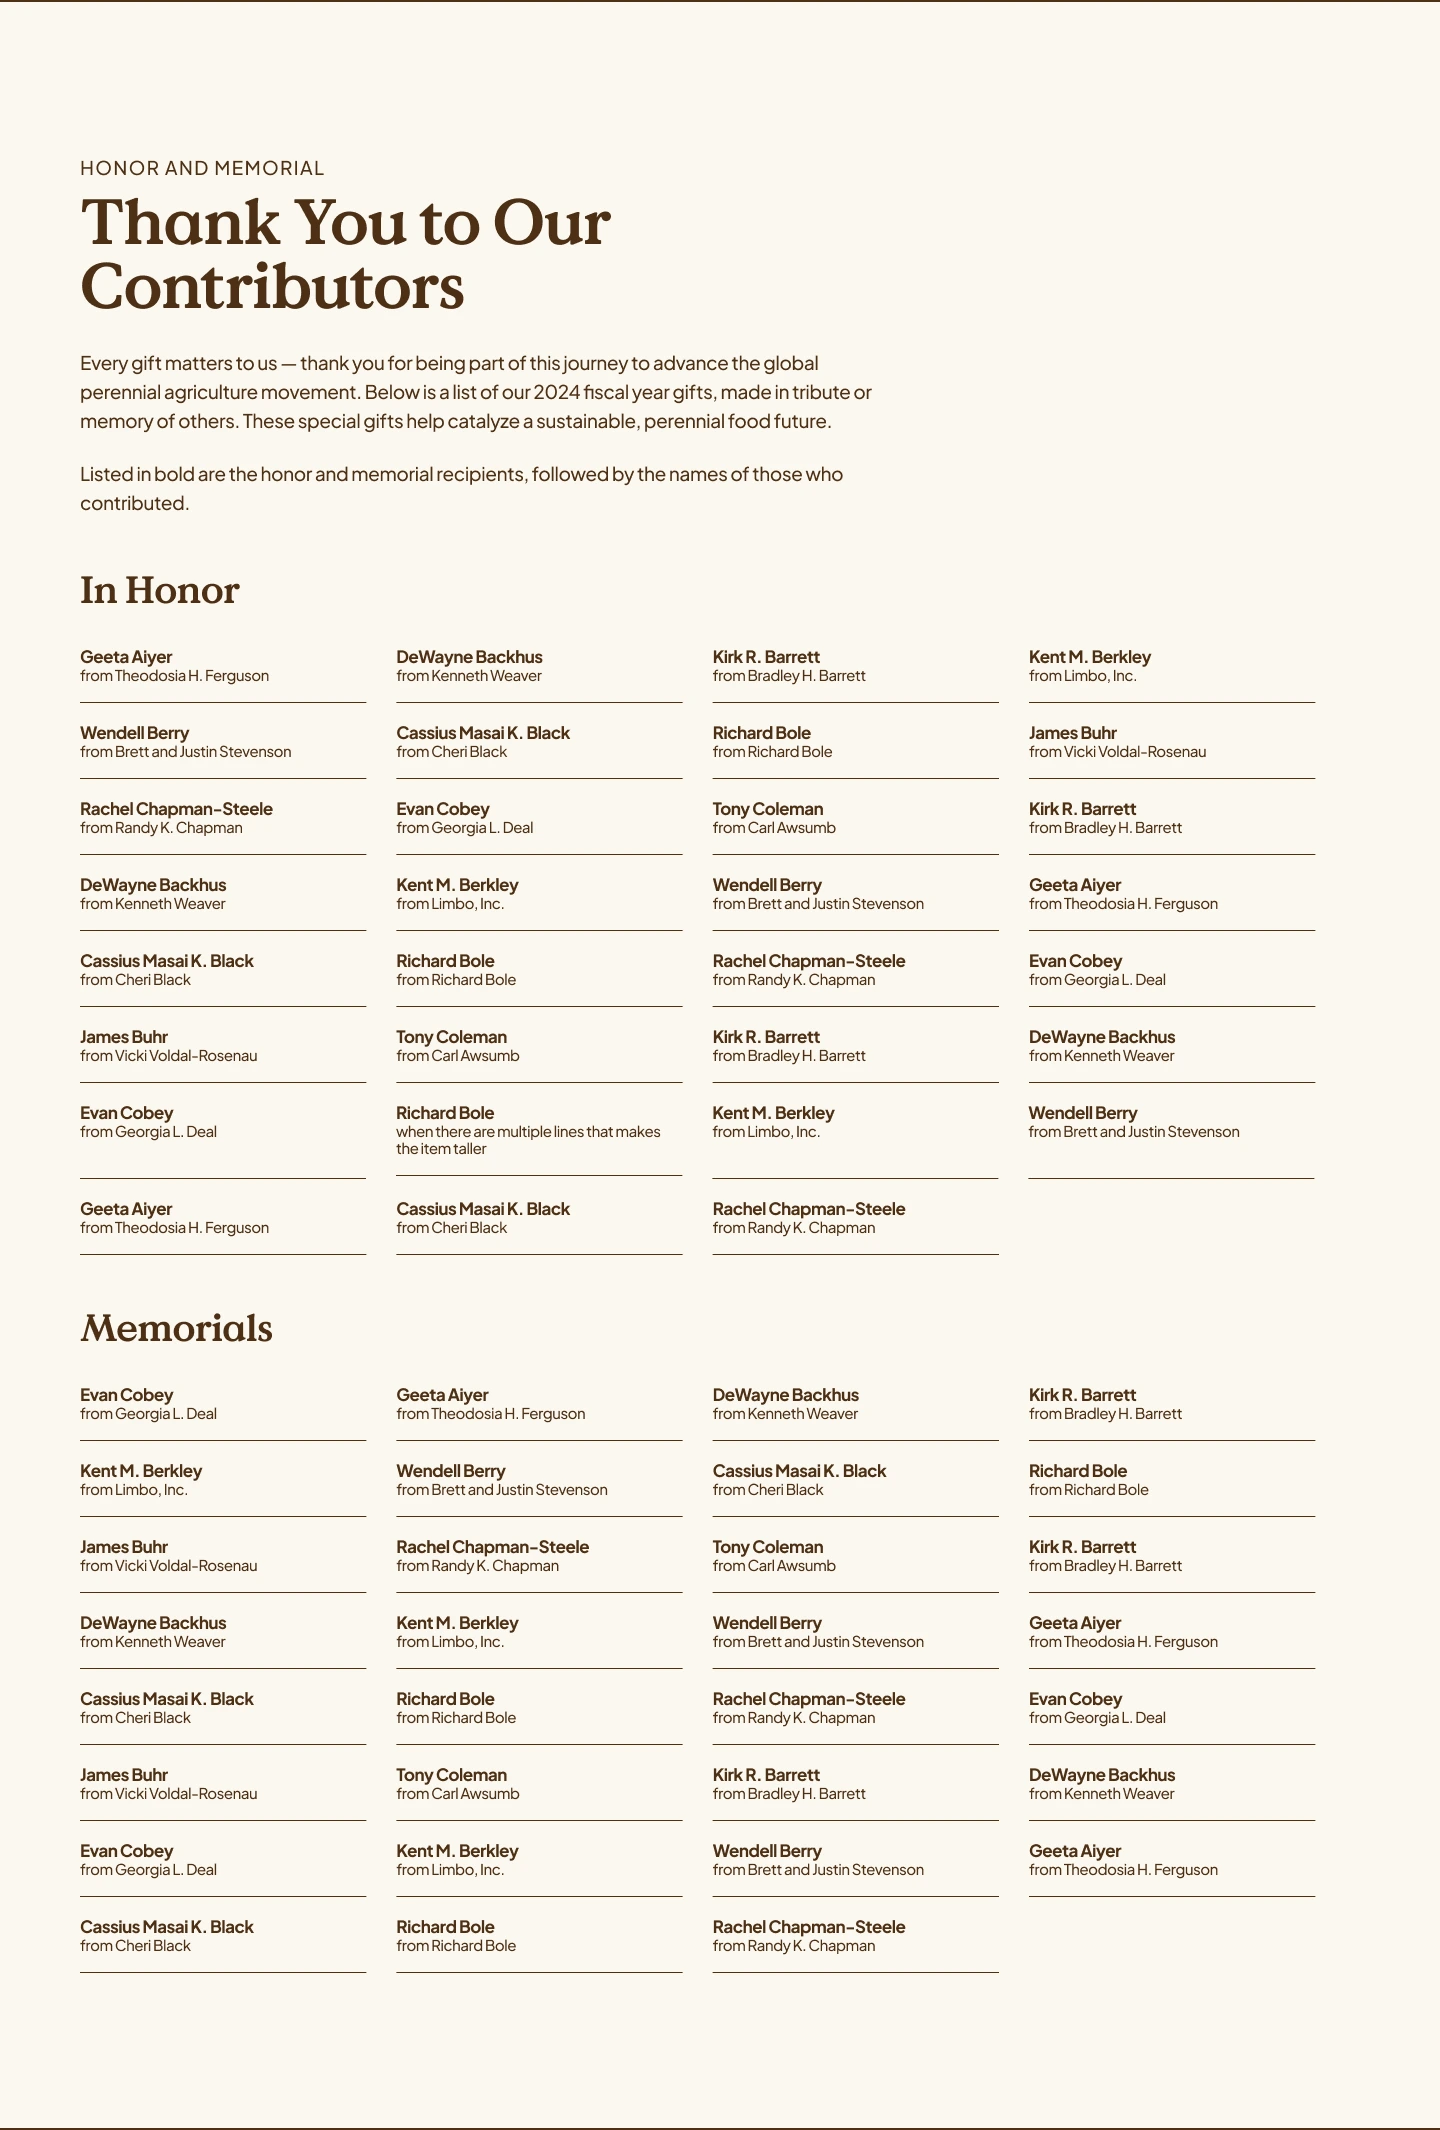 HONOR AND MEMORIAL
Thank You to Our
Contributors
Every gift matters to us — thank you for being part of this journey to advance the global
perennial agriculture movement. Below is a list of our 2024 fiscal year gifts, made in tribute or
memory of others. These special gifts help catalyze a sustainable, perennial food future.
Listed in bold are the honor and memorial recipients, followed by the names of those who
contributed.
In Honor
Geeta Aiyer
from Theodosia H. Ferguson
DeWayne Backhus
from Kenneth Weaver
Kirk R. Barrett
from Bradley H. Barrett
Kent M. Berkley
from Limbo, Inc.
Wendell Berry
from Brett and Justin Stevenson
Cassius Masai K. Black
from Cheri Black
Richard Bole
from Richard Bole
James Buhr
from Vicki Voldal-Rosenau
Rachel Chapman-Steele
from Randy K. Chapman
Evan Cobey
from Georgia L. Deal
Tony Coleman
from Carl Awsumb
Kirk R. Barrett
from Bradley H. Barrett
DeWayne Backhus
from Kenneth Weaver
Kent M. Berkley
from Limbo, Inc.
Wendell Berry
from Brett and Justin Stevenson
Geeta Aiyer
from Theodosia H. Ferguson
Cassius Masai K. Black
from Cheri Black
Richard Bole
from Richard Bole
Rachel Chapman-Steele
from Randy K. Chapman
Evan Cobey
from Georgia L. Deal
James Buhr
from Vicki Voldal-Rosenau
Tony Coleman
from Carl Awsumb
Kirk R. Barrett
from Bradley H. Barrett
DeWayne Backhus
from Kenneth Weaver
Evan Cobey
from Georgia L. Deal
Richard Bole
when there are multiple lines that makes
the item taller
Kent M. Berkley
from Limbo, Inc.
Wendell Berry
from Brett and Justin Stevenson
Geeta Aiyer
from Theodosia H. Ferguson
Cassius Masai K. Black
from Cheri Black
Rachel Chapman-Steele
from Randy K. Chapman
Memorials
Evan Cobey
from Georgia L. Deal
Geeta Aiyer
from Theodosia H. Ferguson
DeWayne Backhus
from Kenneth Weaver
Kirk R. Barrett
from Bradley H. Barrett
Kent M. Berkley
from Limbo, Inc.
Wendell Berry
from Brett and Justin Stevenson
Cassius Masai K. Black
from Cheri Black
Richard Bole
from Richard Bole
James Buhr
from Vicki Voldal-Rosenau
Rachel Chapman-Steele
from Randy K. Chapman
Tony Coleman
from Carl Awsumb
Kirk R. Barrett
from Bradley H. Barrett
DeWayne Backhus
from Kenneth Weaver
Kent M. Berkley
from Limbo, Inc.
Wendell Berry
from Brett and Justin Stevenson
Geeta Aiyer
from Theodosia H. Ferguson
Cassius Masai K. Black
from Cheri Black
Richard Bole
from Richard Bole
Rachel Chapman-Steele
from Randy K. Chapman
Evan Cobey
from Georgia L. Deal
James Buhr
from Vicki Voldal-Rosenau
Tony Coleman
from Carl Awsumb
Kirk R. Barrett
from Bradley H. Barrett
DeWayne Backhus
from Kenneth Weaver
Evan Cobey
from Georgia L. Deal
Kent M. Berkley
from Limbo, Inc.
Wendell Berry
from Brett and Justin Stevenson
Geeta Aiyer
from Theodosia H. Ferguson
Cassius Masai K. Black
from Cheri Black
Richard Bole
from Richard Bole
Rachel Chapman-Steele
from Randy K. Chapman